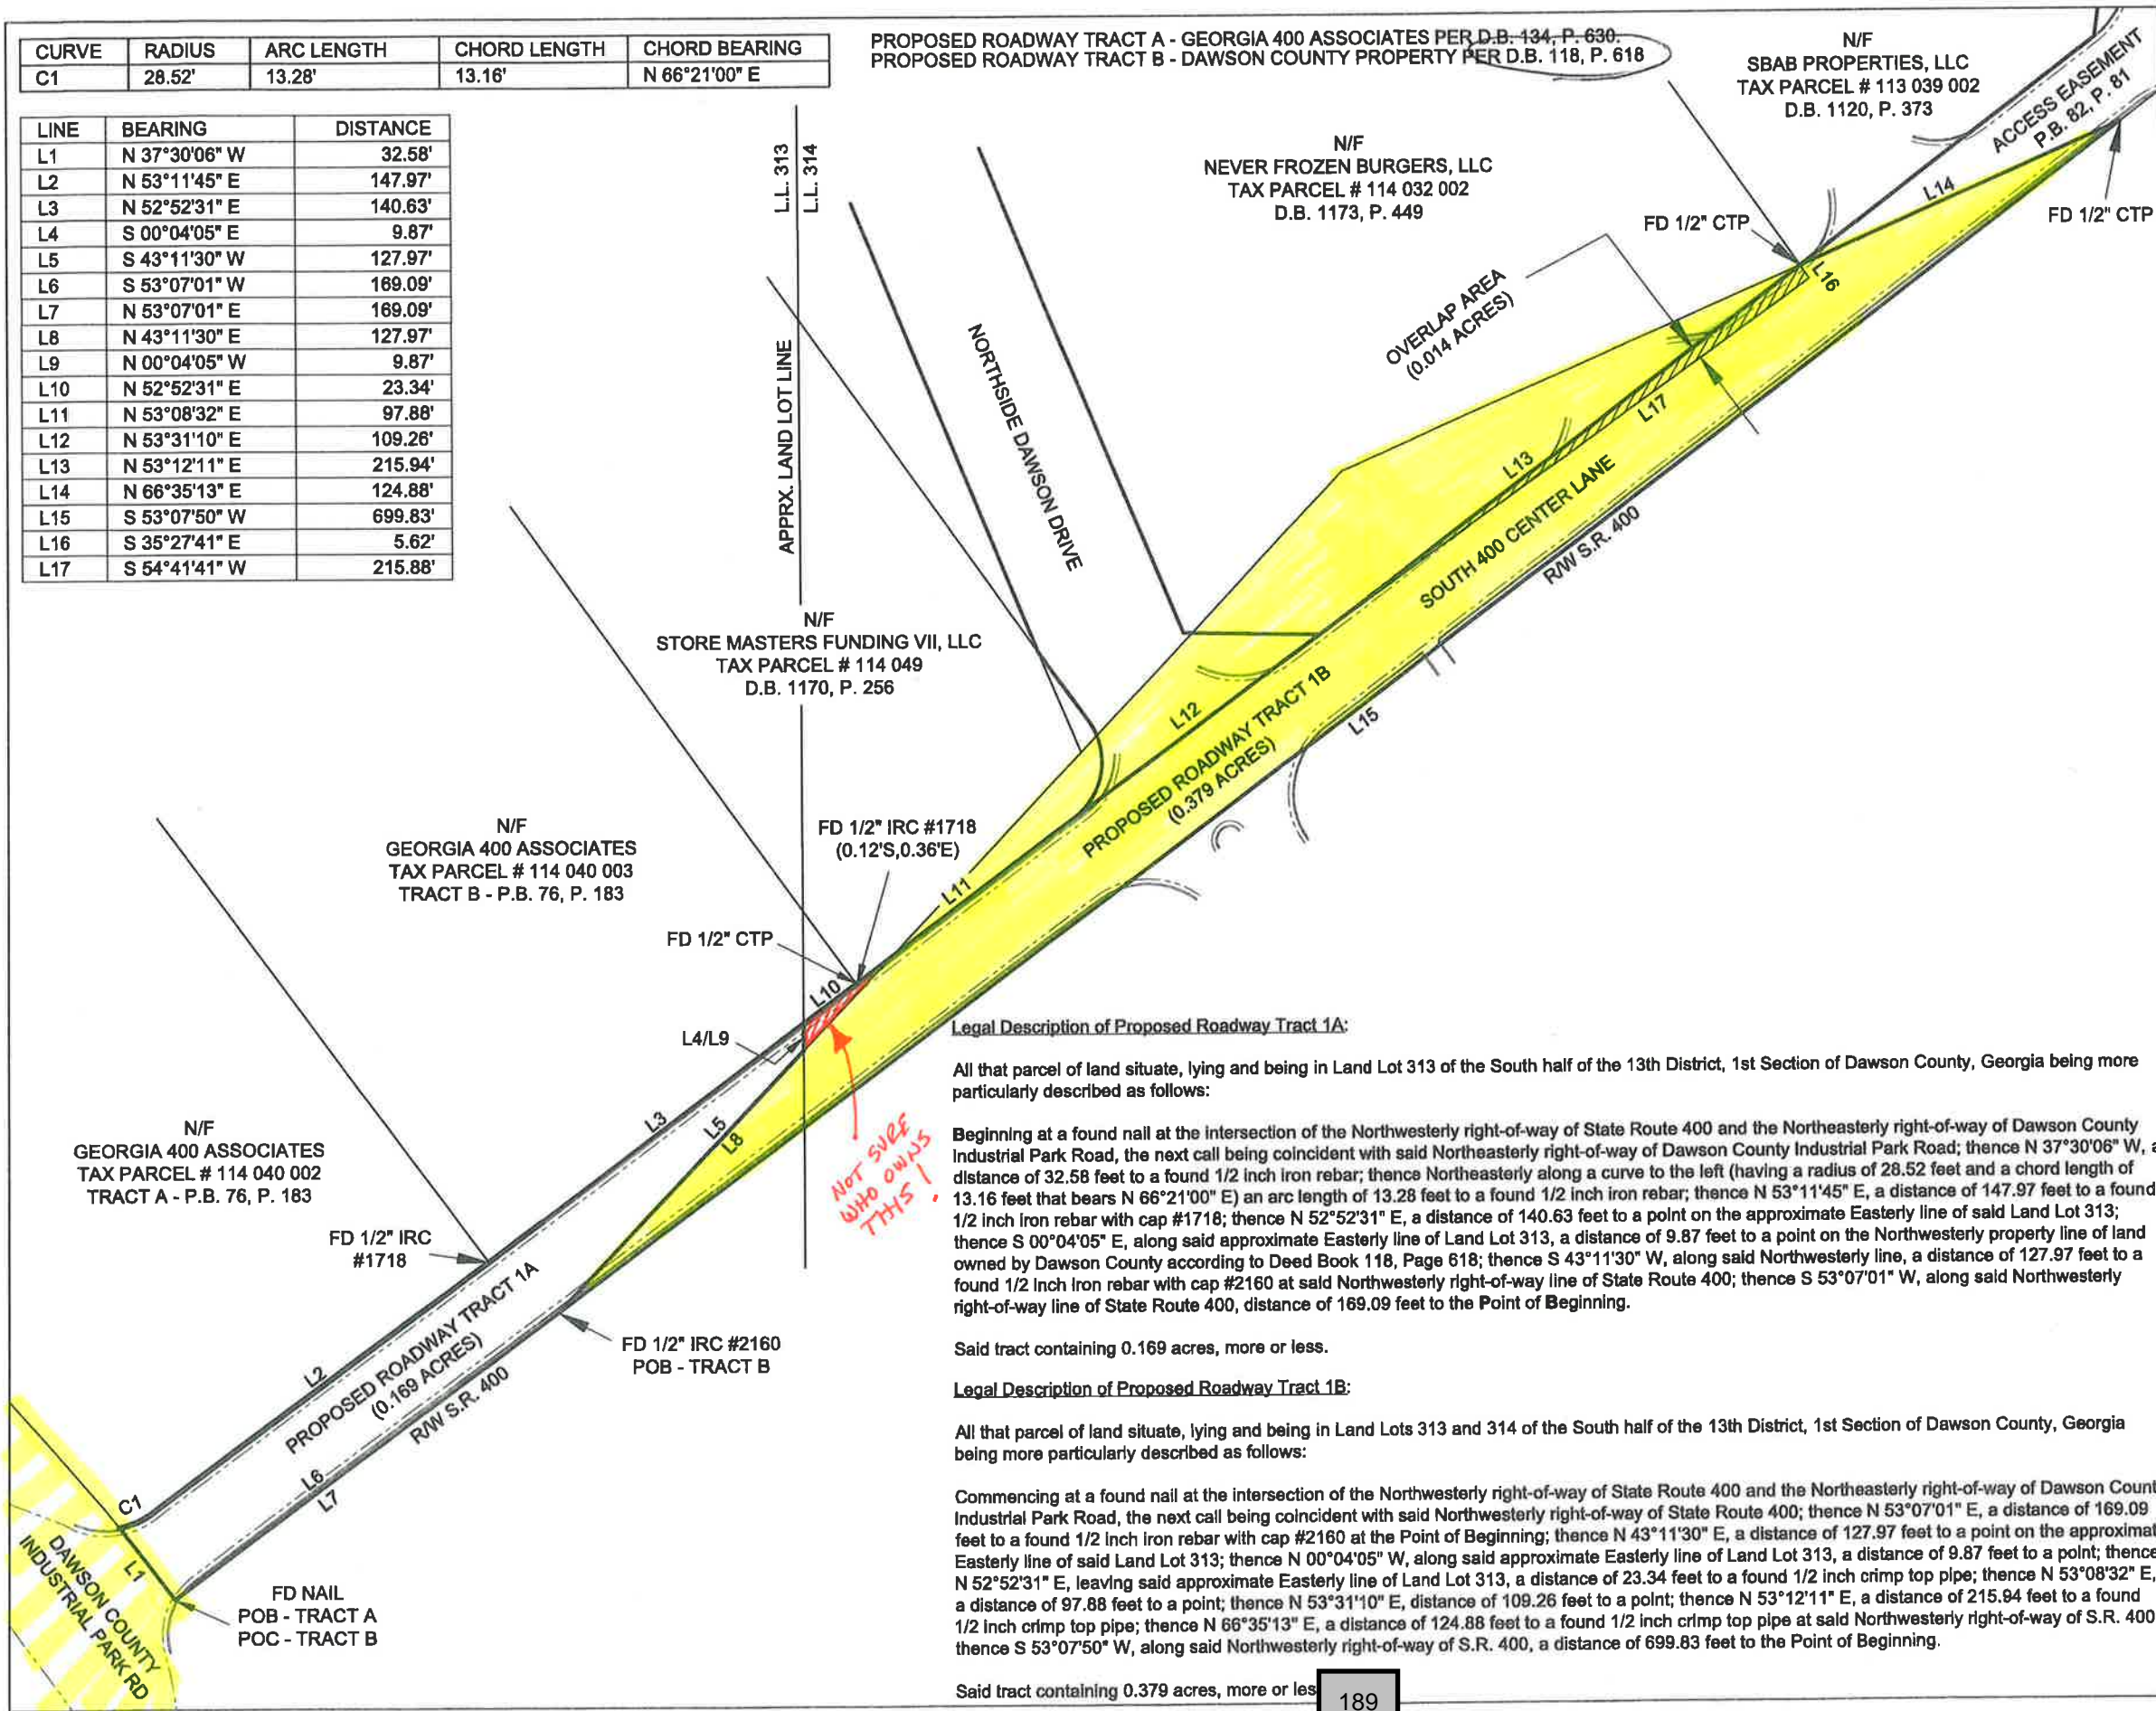 CURVE RADIUS ARC LENGTH CHORD LENGTH CHORD BEARING
C1 28.52' 13.28' 13.16' N 66°21'00" E
PROPOSED ROADWAY TRACT A - GEORGIA 400 ASSOCIATES PER D.B. 134, P. 630.
PROPOSED ROADWAY TRACT B - DAWSON COUNTY PROPERTY PER D.B. 118, P. 618
LINE BEARING DISTANCE
L1 N 37°30'06" W 32.58'
L2 N 53°11'45" E 147.97'
L3 N 52°52'31" E 140.63'
L4 S 00°04'05" E 9.87'
L5 S 43°11'30" W 127.97'
L6 S 53°07'01" W 169.09'
L7 N 53°07'01" E 169.09'
L8 N 43°11'30" E 127.97'
L9 N 00°04'05" W 9.87'
L10 N 52°52'31" E 23.34'
L11 N 53°08'32" E 97.88'
L12 N 53°31'10" E 109.26'
L13 N 53°12'11" E 215.94'
L14 N 66°35'13" E 124.88'
L15 S 53°07'50" W 699.83'
L16 S 35°27'41" E 5.62'
L17 S 54°41'41" W 215.88'
N/F
SBAB PROPERTIES, LLC
TAX PARCEL # 113 039 002
D.B. 1120, P. 373
ACCESS EASEMENT
P.B. 82, P. 81
N/F
NEVER FROZEN BURGERS, LLC
TAX PARCEL # 114 032 002
D.B. 1173, P. 449
L.L. 313
L.L. 314
APPRX. LAND LOT LINE
NORTHSIDE DAWSON DRIVE
FD 1/2" CTP
FD 1/2" CTP
L14
L16
OVERLAP AREA
(0.014 ACRES)
L17
L13
SOUTH 400 CENTER LANE
R/W S.R. 400
N/F
STORE MASTERS FUNDING VII, LLC
TAX PARCEL # 114 049
D.B. 1170, P. 256
L12
PROPOSED ROADWAY TRACT 1B
(0.379 ACRES)
L15
N/F
GEORGIA 400 ASSOCIATES
TAX PARCEL # 114 040 003
TRACT B - P.B. 76, P. 183
FD 1/2" IRC #1718
(0.12'S,0.36'E)
L11
FD 1/2" CTP
L10
L4/L9
L3
L5
L8
NOT SURE
WHO OWNS
THIS!
N/F
GEORGIA 400 ASSOCIATES
TAX PARCEL # 114 040 002
TRACT A - P.B. 76, P. 183
FD 1/2" IRC
#1718
PROPOSED ROADWAY TRACT 1A
(0.169 ACRES)
R/W S.R. 400
FD 1/2" IRC #2160
POB - TRACT B
L2
L6
L7
C1
L1
DAWSON COUNTY
INDUSTRIAL PARK RD
FD NAIL
POB - TRACT A
POC - TRACT B
Legal Description of Proposed Roadway Tract 1A:
All that parcel of land situate, lying and being in Land Lot 313 of the South half of the 13th District, 1st Section of Dawson County, Georgia being more
particularly described as follows:
Beginning at a found nail at the intersection of the Northwesterly right-of-way of State Route 400 and the Northeasterly right-of-way of Dawson County
Industrial Park Road, the next call being coincident with said Northeasterly right-of-way of Dawson County Industrial Park Road; thence N 37°30'06" W, a
distance of 32.58 feet to a found 1/2 inch iron rebar; thence Northeasterly along a curve to the left (having a radius of 28.52 feet and a chord length of
13.16 feet that bears N 66°21'00" E) an arc length of 13.28 feet to a found 1/2 inch iron rebar; thence N 53°11'45" E, a distance of 147.97 feet to a found
1/2 inch iron rebar with cap #1718; thence N 52°52'31" E, a distance of 140.63 feet to a point on the approximate Easterly line of said Land Lot 313;
thence S 00°04'05" E, along said approximate Easterly line of Land Lot 313, a distance of 9.87 feet to a point on the Northwesterly property line of land
owned by Dawson County according to Deed Book 118, Page 618; thence S 43°11'30" W, along said Northwesterly line, a distance of 127.97 feet to a
found 1/2 inch iron rebar with cap #2160 at said Northwesterly right-of-way line of State Route 400; thence S 53°07'01" W, along said Northwesterly
right-of-way line of State Route 400, distance of 169.09 feet to the Point of Beginning.
Said tract containing 0.169 acres, more or less.
Legal Description of Proposed Roadway Tract 1B:
All that parcel of land situate, lying and being in Land Lots 313 and 314 of the South half of the 13th District, 1st Section of Dawson County, Georgia
being more particularly described as follows:
Commencing at a found nail at the intersection of the Northwesterly right-of-way of State Route 400 and the Northeasterly right-of-way of Dawson Count
Industrial Park Road, the next call being coincident with said Northwesterly right-of-way of State Route 400; thence N 53°07'01" E, a distance of 169.09
feet to a found 1/2 inch iron rebar with cap #2160 at the Point of Beginning; thence N 43°11'30" E, a distance of 127.97 feet to a point on the approximat
Easterly line of said Land Lot 313; thence N 00°04'05" W, along said approximate Easterly line of Land Lot 313, a distance of 9.87 feet to a point; thence
N 52°52'31" E, leaving said approximate Easterly line of Land Lot 313, a distance of 23.34 feet to a found 1/2 inch crimp top pipe; thence N 53°08'32" E,
a distance of 97.88 feet to a point; thence N 53°31'10" E, distance of 109.26 feet to a point; thence N 53°12'11" E, a distance of 215.94 feet to a found
1/2 inch crimp top pipe; thence N 66°35'13" E, a distance of 124.88 feet to a found 1/2 inch crimp top pipe at said Northwesterly right-of-way of S.R. 400
thence S 53°07'50" W, along said Northwesterly right-of-way of S.R. 400, a distance of 699.83 feet to the Point of Beginning.
Said tract containing 0.379 acres, more or les
189